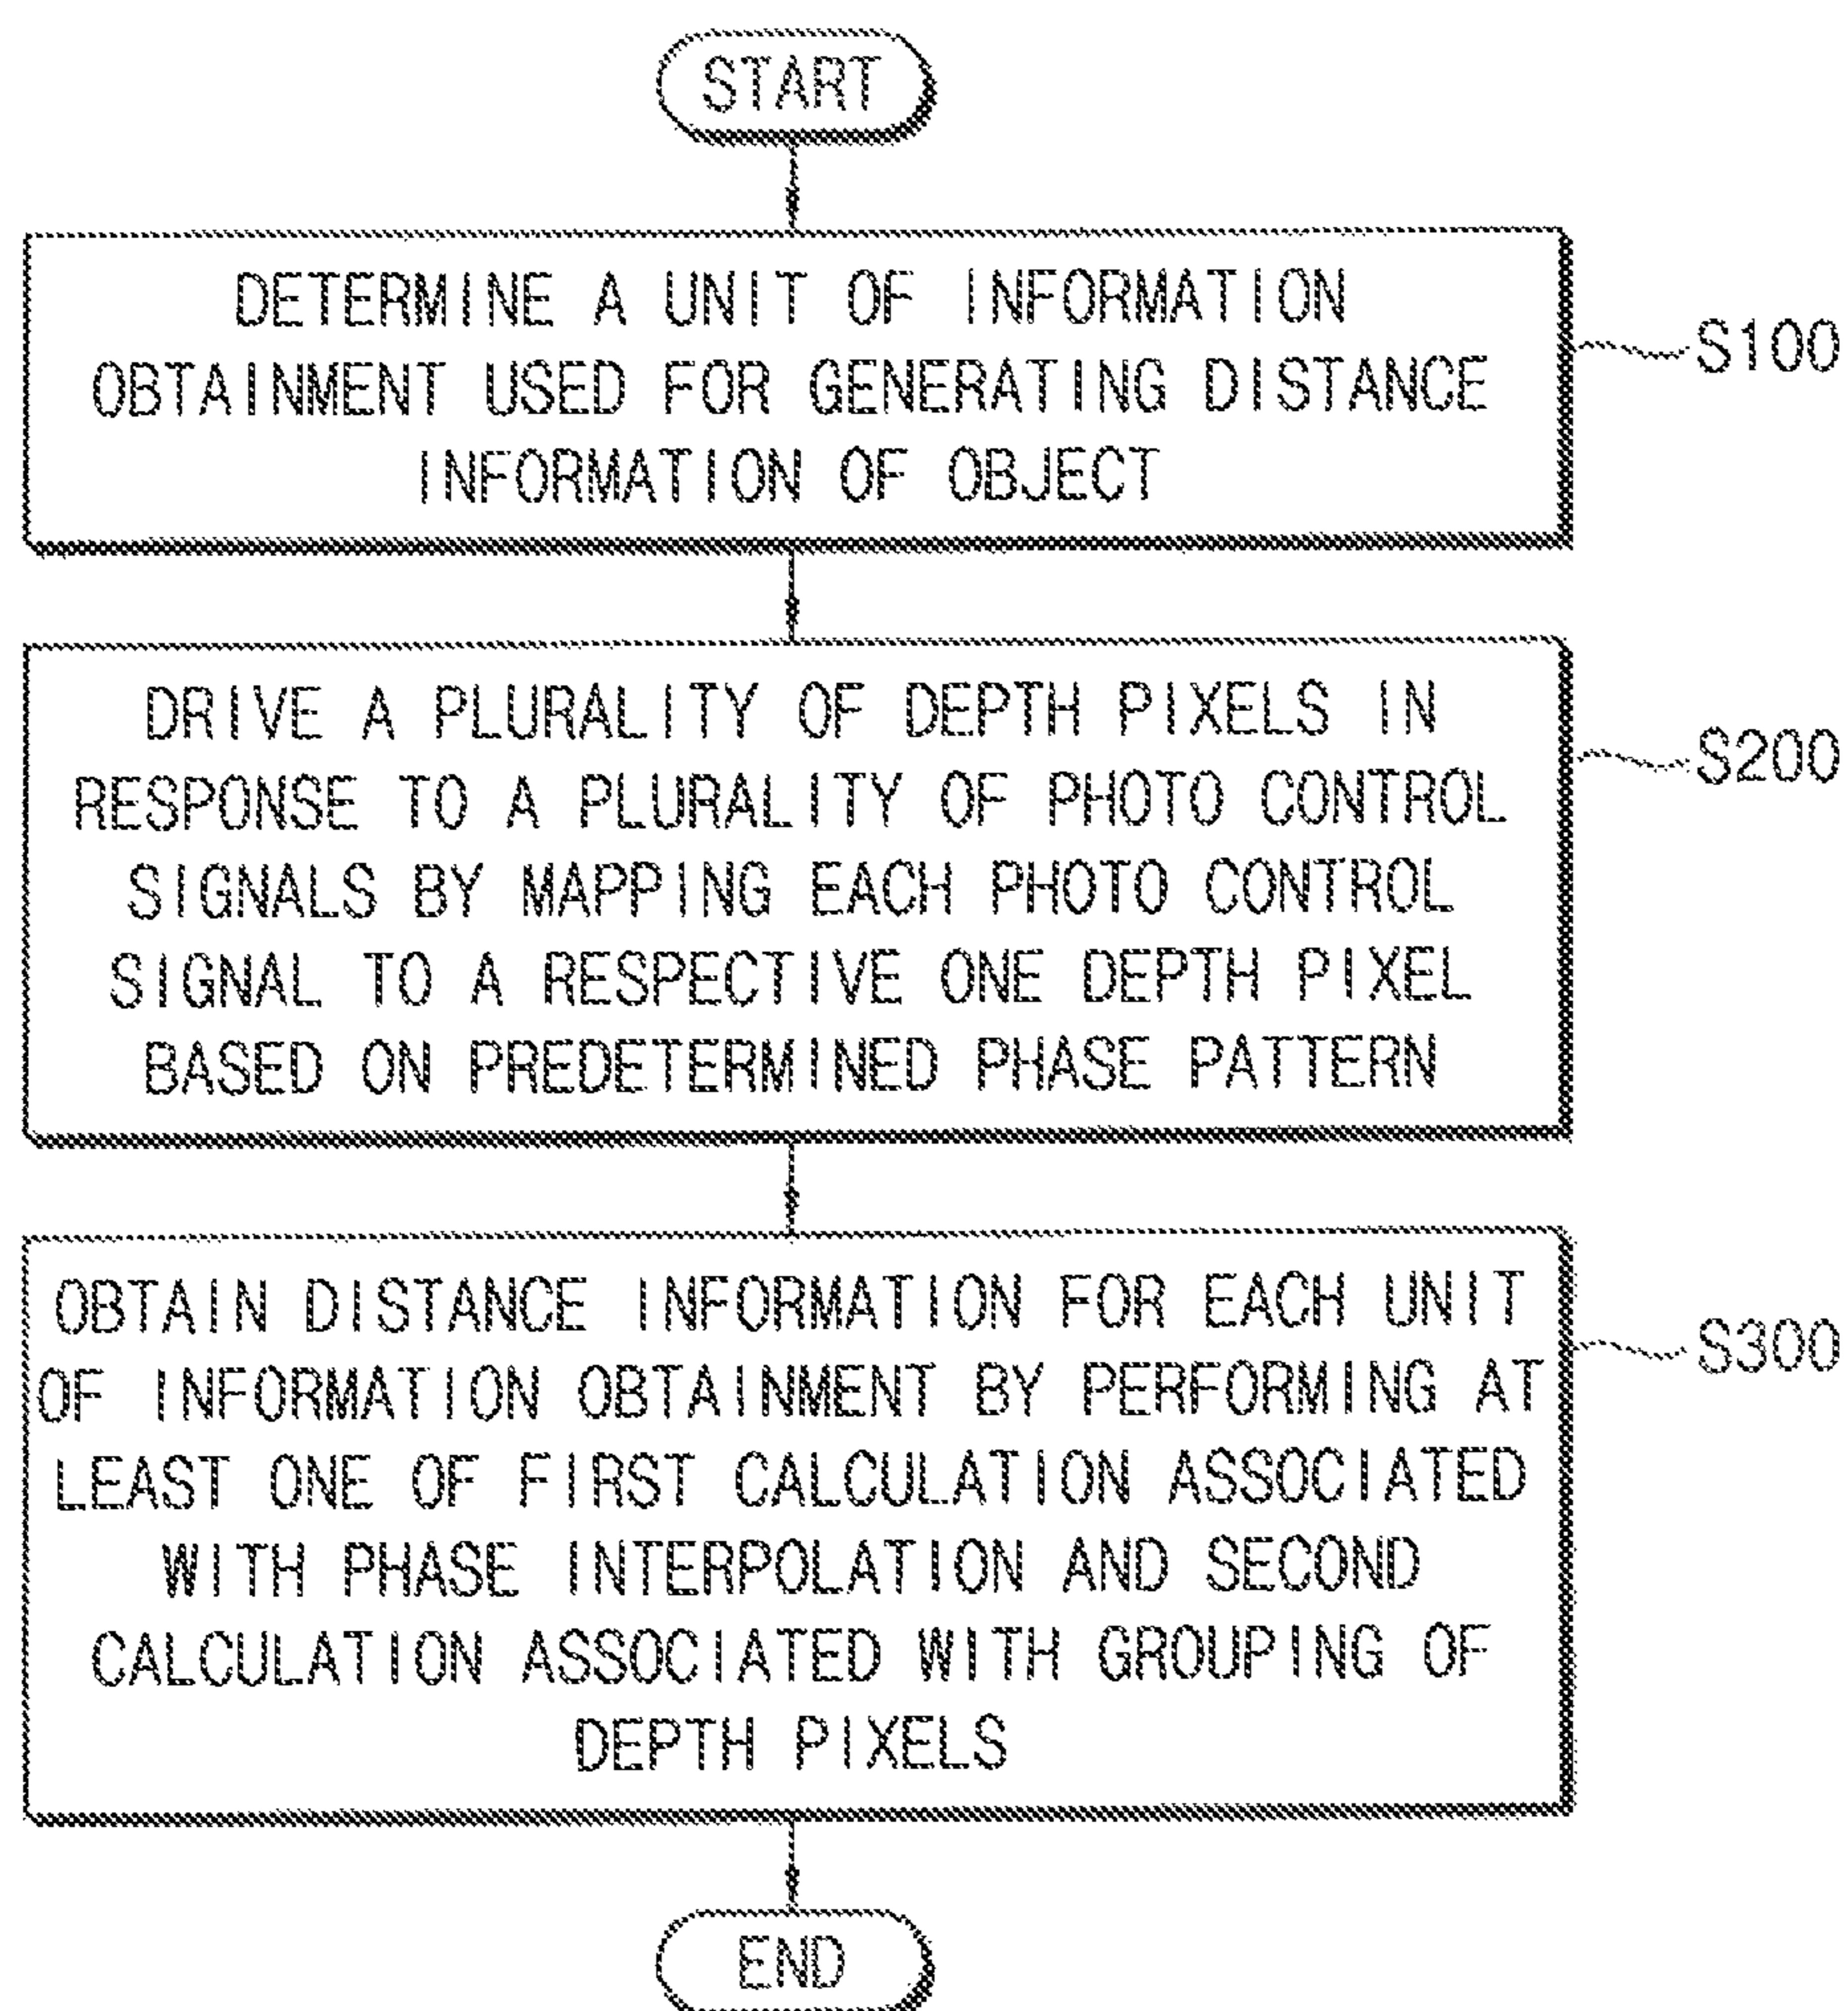 START
DETERMINE A UNIT OF INFORMATION
OBTAINMENT USED FOR GENERATING DISTANCE
INFORMATION OF OBJECT
S100
DRIVE A PLURALITY OF DEPTH PIXELS IN
RESPONSE TO A PLURALITY OF PHOTO CONTROL
SIGNALS BY MAPPING EACH PHOTO CONTROL
SIGNAL TO A RESPECTIVE ONE DEPTH PIXEL
BASED ON PREDETERMINED PHASE PATTERN
S200
OBTAIN DISTANCE INFORMATION FOR EACH UNIT
OF INFORMATION OBTAINMENT BY PERFORMING AT
LEAST ONE OF FIRST CALCULATION ASSOCIATED
WITH PHASE INTERPOLATION AND SECOND
CALCULATION ASSOCIATED WITH GROUPING OF
DEPTH PIXELS
S300
END